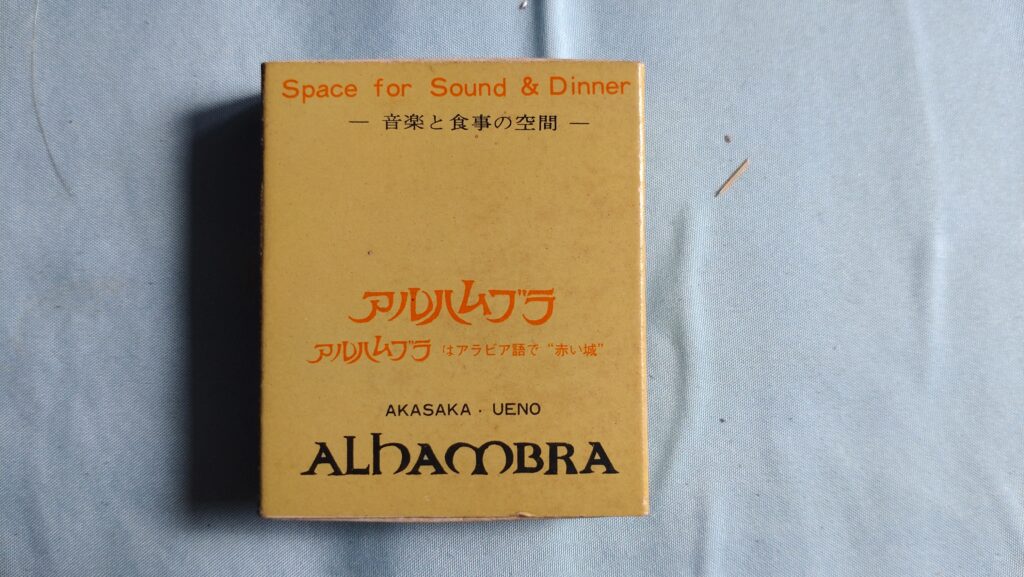 Space for Sound & Dinner
— 音楽と食事の空間 —
アルハムブラ
アルハムブラ はアラビア語で “赤い城”
AKASAKA · UENO
ALhAMBRA